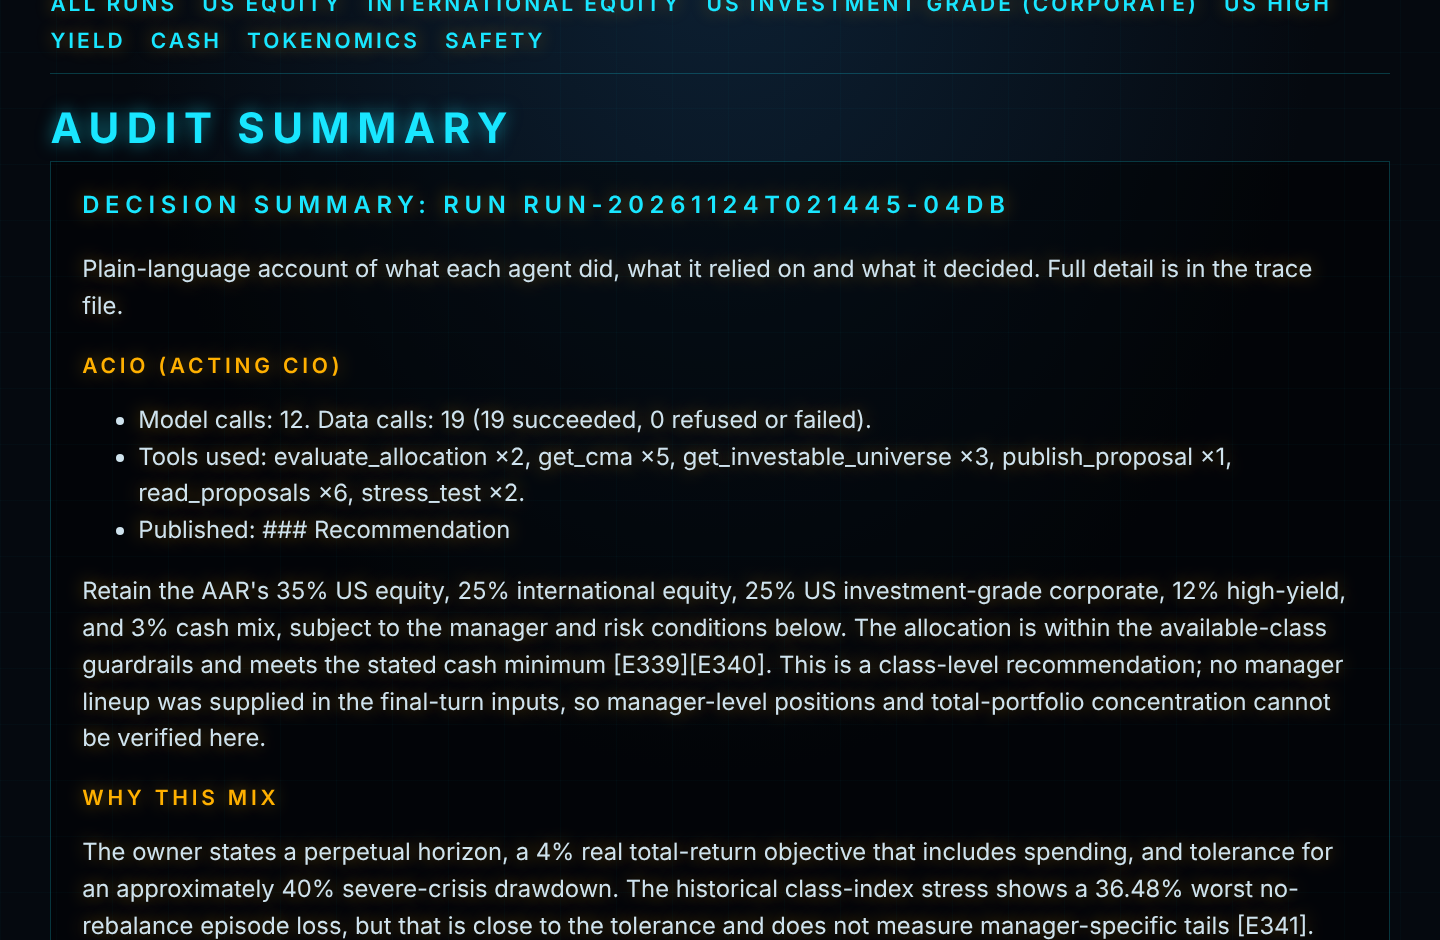 ALL RUNS US EQUITY INTERNATIONAL EQUITY US INVESTMENT GRADE (CORPORATE) US HIGH
YIELD CASH TOKENOMICS SAFETY
AUDIT SUMMARY
DECISION SUMMARY: RUN RUN-20261124T021445-04DB
Plain-language account of what each agent did, what it relied on and what it decided. Full detail is in the trace
file.
ACIO (ACTING CIO)
• Model calls: 12. Data calls: 19 (19 succeeded, 0 refused or failed).
• Tools used: evaluate_allocation ×2, get_cma ×5, get_investable_universe ×3, publish_proposal ×1,
read_proposals ×6, stress_test ×2.
• Published: ### Recommendation
Retain the AAR's 35% US equity, 25% international equity, 25% US investment-grade corporate, 12% high-yield,
and 3% cash mix, subject to the manager and risk conditions below. The allocation is within the available-class
guardrails and meets the stated cash minimum [E339][E340]. This is a class-level recommendation; no manager
lineup was supplied in the final-turn inputs, so manager-level positions and total-portfolio concentration cannot
be verified here.
WHY THIS MIX
The owner states a perpetual horizon, a 4% real total-return objective that includes spending, and tolerance for
an approximately 40% severe-crisis drawdown. The historical class-index stress shows a 36.48% worst no-
rebalance episode loss, but that is close to the tolerance and does not measure manager-specific tails [E341].